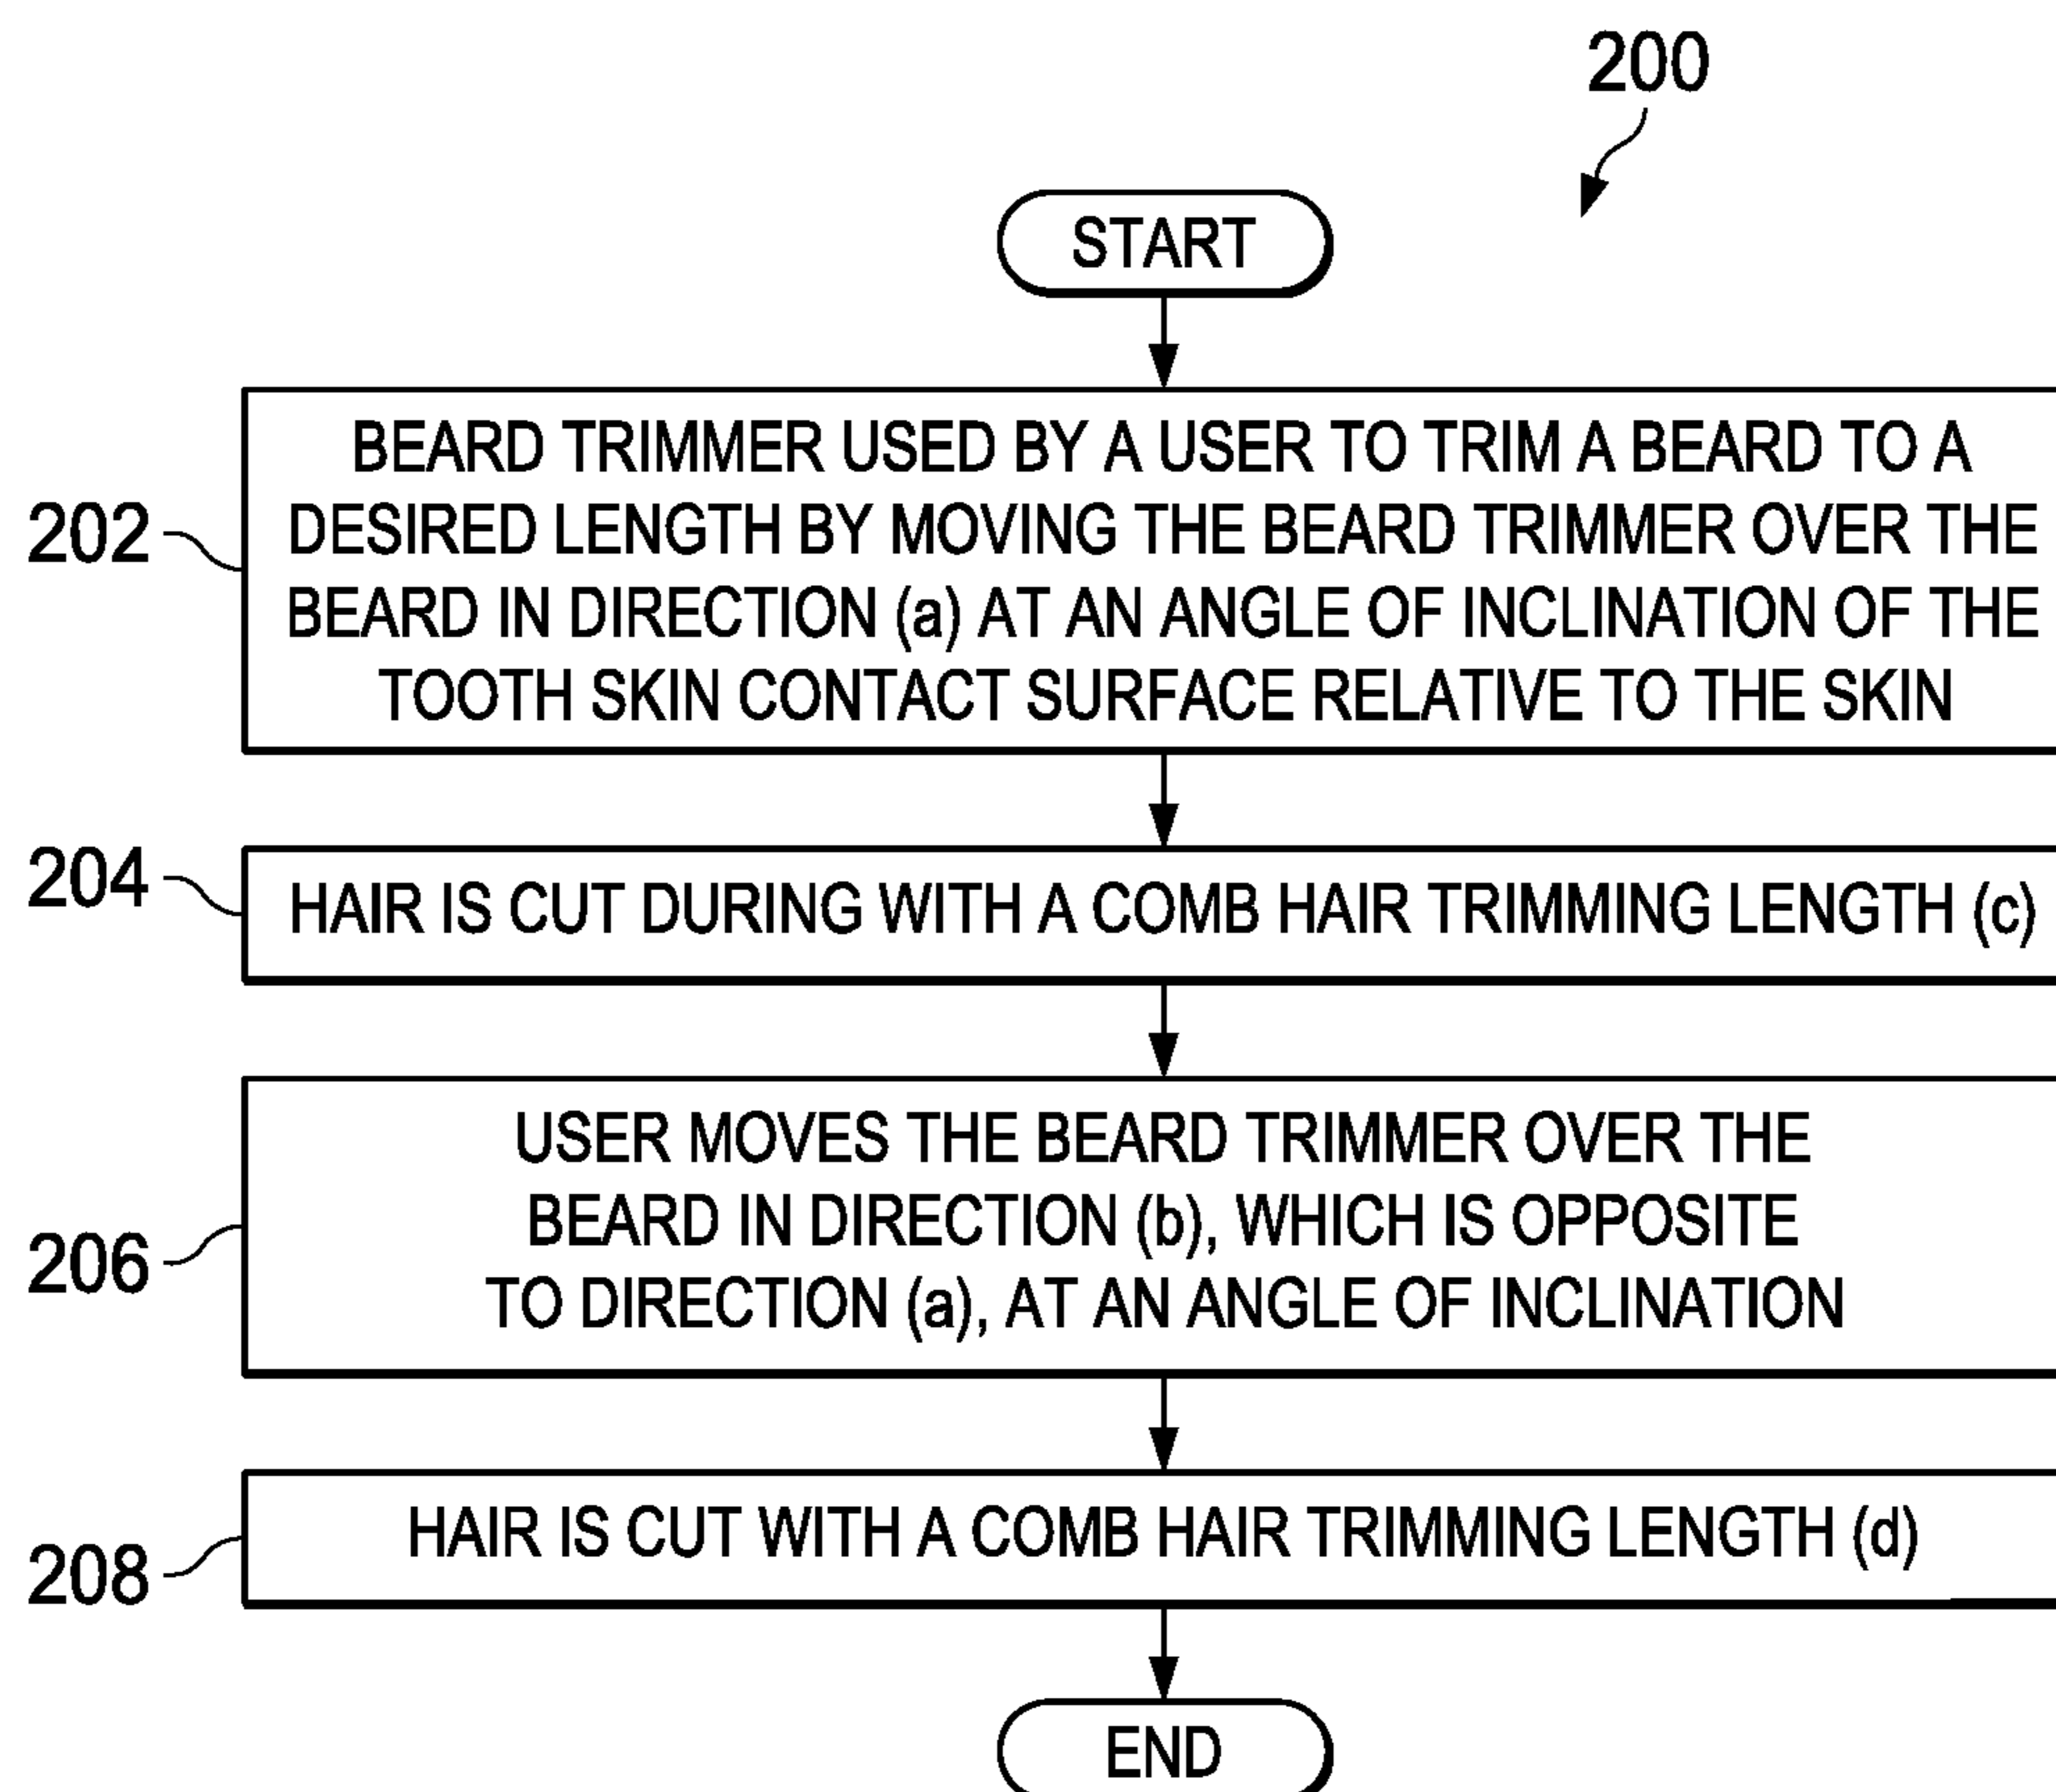 200
START
202
BEARD TRIMMER USED BY A USER TO TRIM A BEARD TO A
DESIRED LENGTH BY MOVING THE BEARD TRIMMER OVER THE
BEARD IN DIRECTION (a) AT AN ANGLE OF INCLINATION OF THE
TOOTH SKIN CONTACT SURFACE RELATIVE TO THE SKIN
204
HAIR IS CUT DURING WITH A COMB HAIR TRIMMING LENGTH (c)
206
USER MOVES THE BEARD TRIMMER OVER THE
BEARD IN DIRECTION (b), WHICH IS OPPOSITE
TO DIRECTION (a), AT AN ANGLE OF INCLINATION
208
HAIR IS CUT WITH A COMB HAIR TRIMMING LENGTH (d)
END